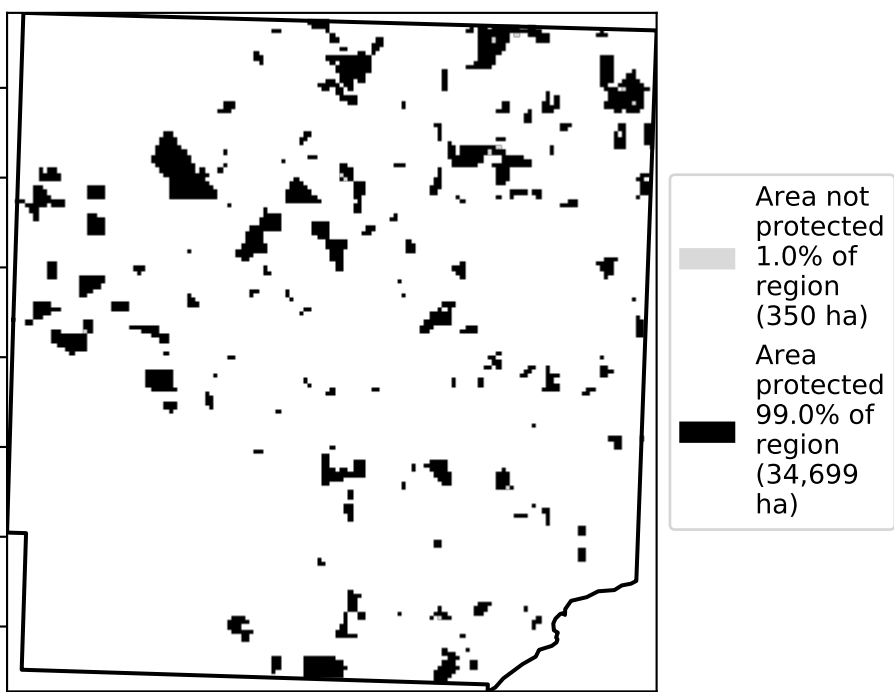 Area not
protected
1.0% of
region
(350 ha)
Area
protected
99.0% of
region
(34,699
ha)